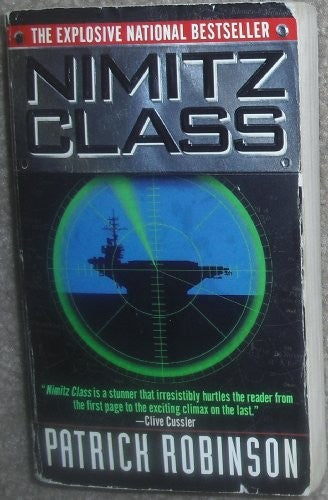 THE EXPLOSIVE NATIONAL BESTSELLER
NIMITZ
CLASS
"Nimitz Class is a stunner that irresistibly hurtles the reader from
the first page to the exciting climax on the last."
—Clive Cussler
PATRICK ROBINSON